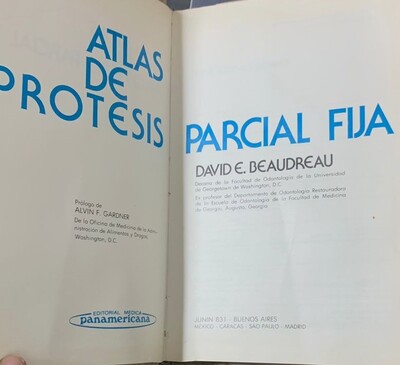 ATLAS
DE
PROTESIS
PARCIAL FIJA
DAVID E. BEAUDREAU
Decano de la Facultad de Odontología de la Universidad
de Georgetown de Washington, D.C.
Ex profesor del Departamento de Odontología Restauradora
de la Escuela de Odontología de la Facultad de Medicina
de Georgia, Augusta, Georgia
Prólogo de
ALVIN F. GARDNER
De la Oficina de Medicina de la Admi-
nistración de Alimentos y Drogas,
Washington, D.C.
EDITORIAL MEDICA
panamericana
JUNIN 831 - BUENOS AIRES
MEXICO - CARACAS - SÃO PAULO - MADRID